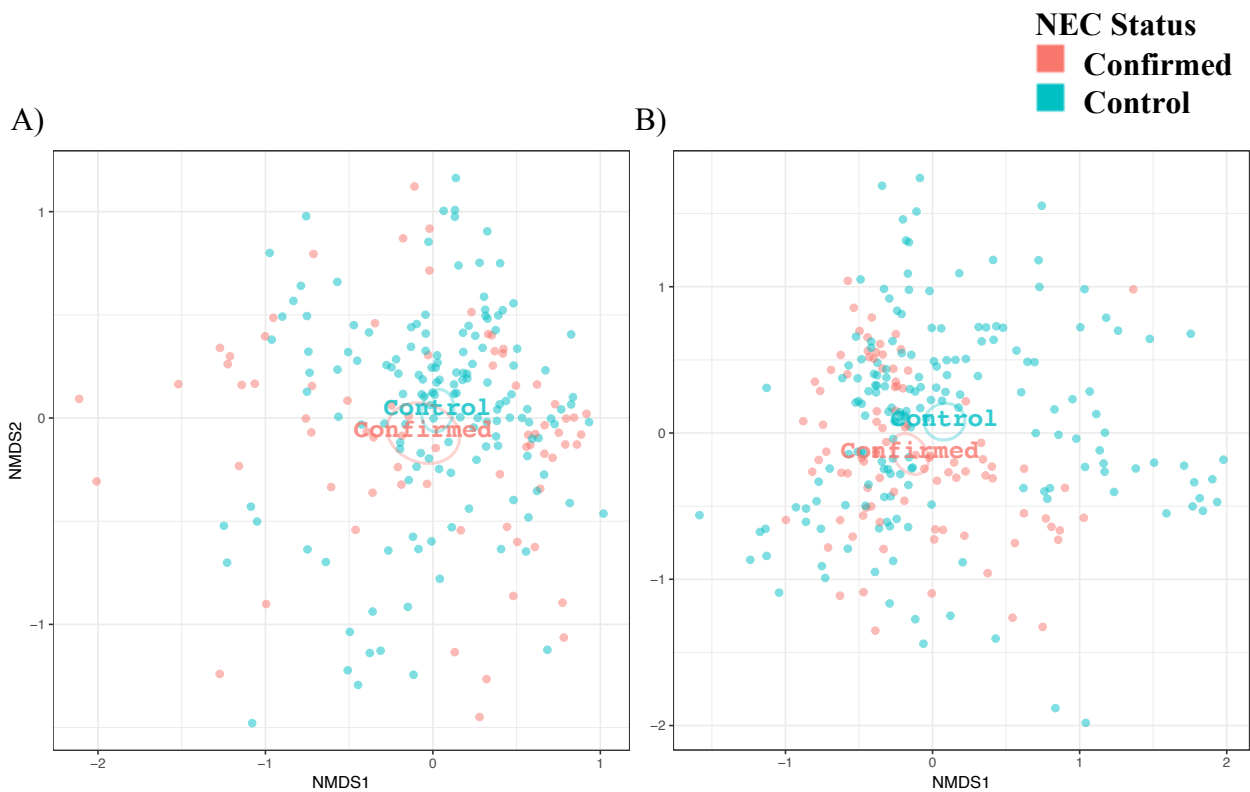 NEC Status
Confirmed
Control
A)
B)
1
0
−1
NMDS2
Control
Confirmed
−2
−1
0
1
NMDS1
1
0
−1
−2
Control
Confirmed
−1
0
1
2
NMDS1